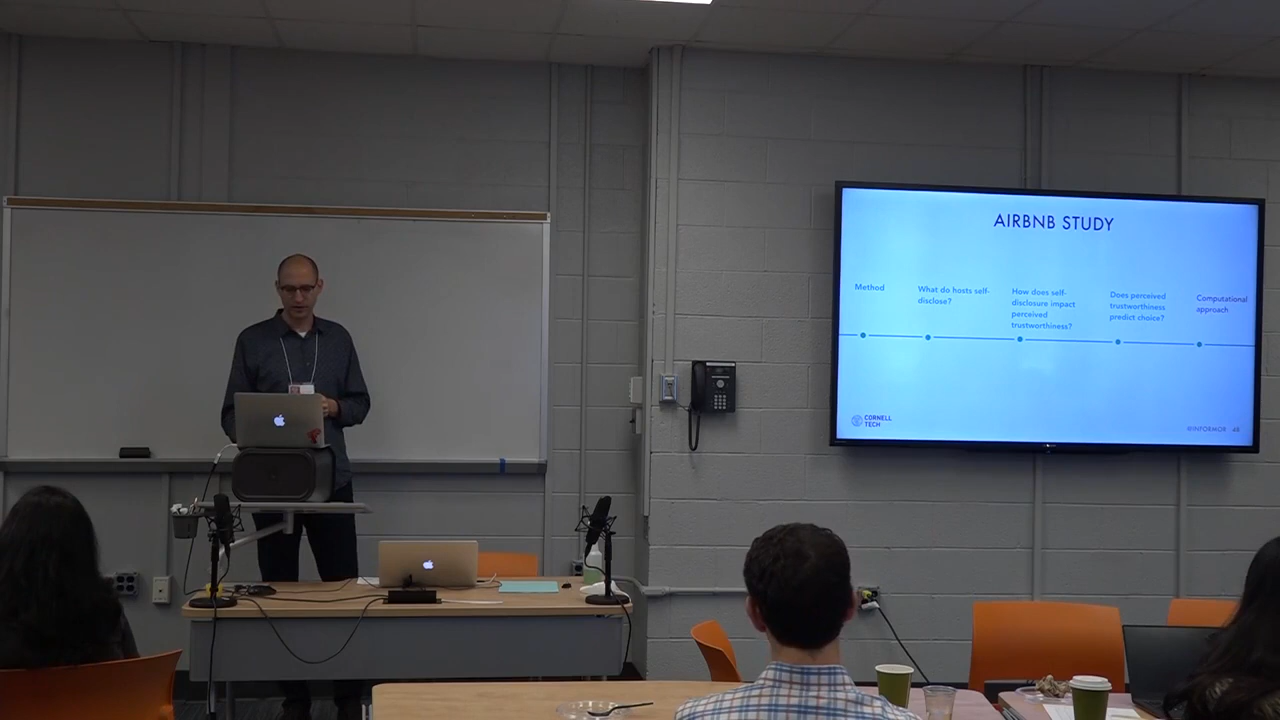 AIRBNB STUDY
Method
What do hosts self-
disclose?
How does self-
disclosure impact
perceived
trustworthiness?
Does perceived
trustworthiness
predict choice?
Computational
approach
CORNELL
TECH
@INFORMOR